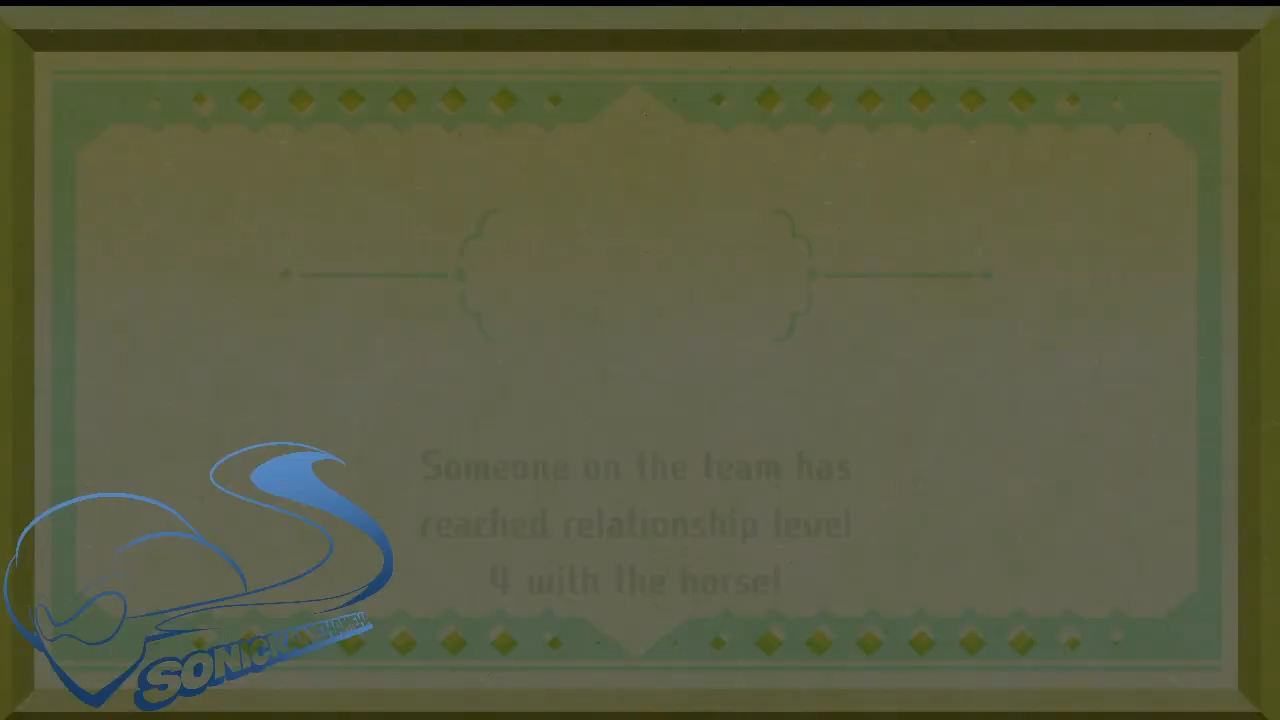 Someone on the team has
reached relationship level
4 with the horse!